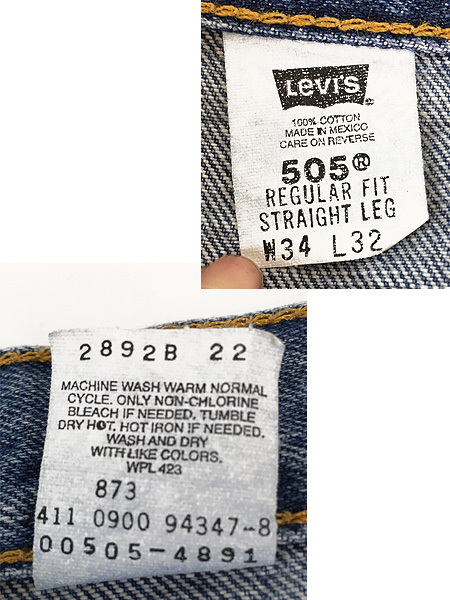 LEVI'S
100% COTTON
MADE IN MEXICO
CARE ON REVERSE
505®
REGULAR FIT
STRAIGHT LEG
W34 L32
2892B 22
MACHINE WASH WARM NORMAL
CYCLE. ONLY NON-CHLORINE
BLEACH IF NEEDED. TUMBLE
DRY HOT. HOT IRON IF NEEDED.
WASH AND DRY
WITH LIKE COLORS.
WPL 423
873
411 0900 94347-8
00505-4891